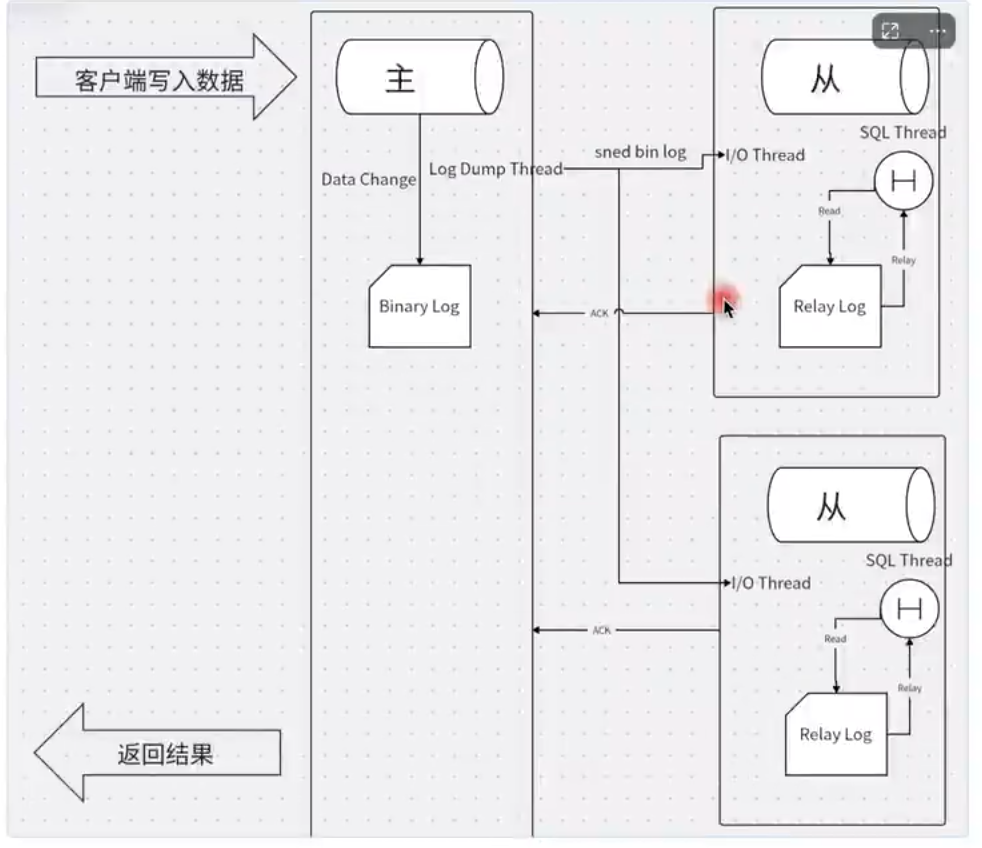 客户端写入数据
主
Data Change
Log Dump Thread
sned bin log
Binary Log
从
SQL Thread
I/O Thread
Read
Relay
Relay Log
ACK
从
SQL Thread
I/O Thread
Read
Relay
Relay Log
ACK
返回结果